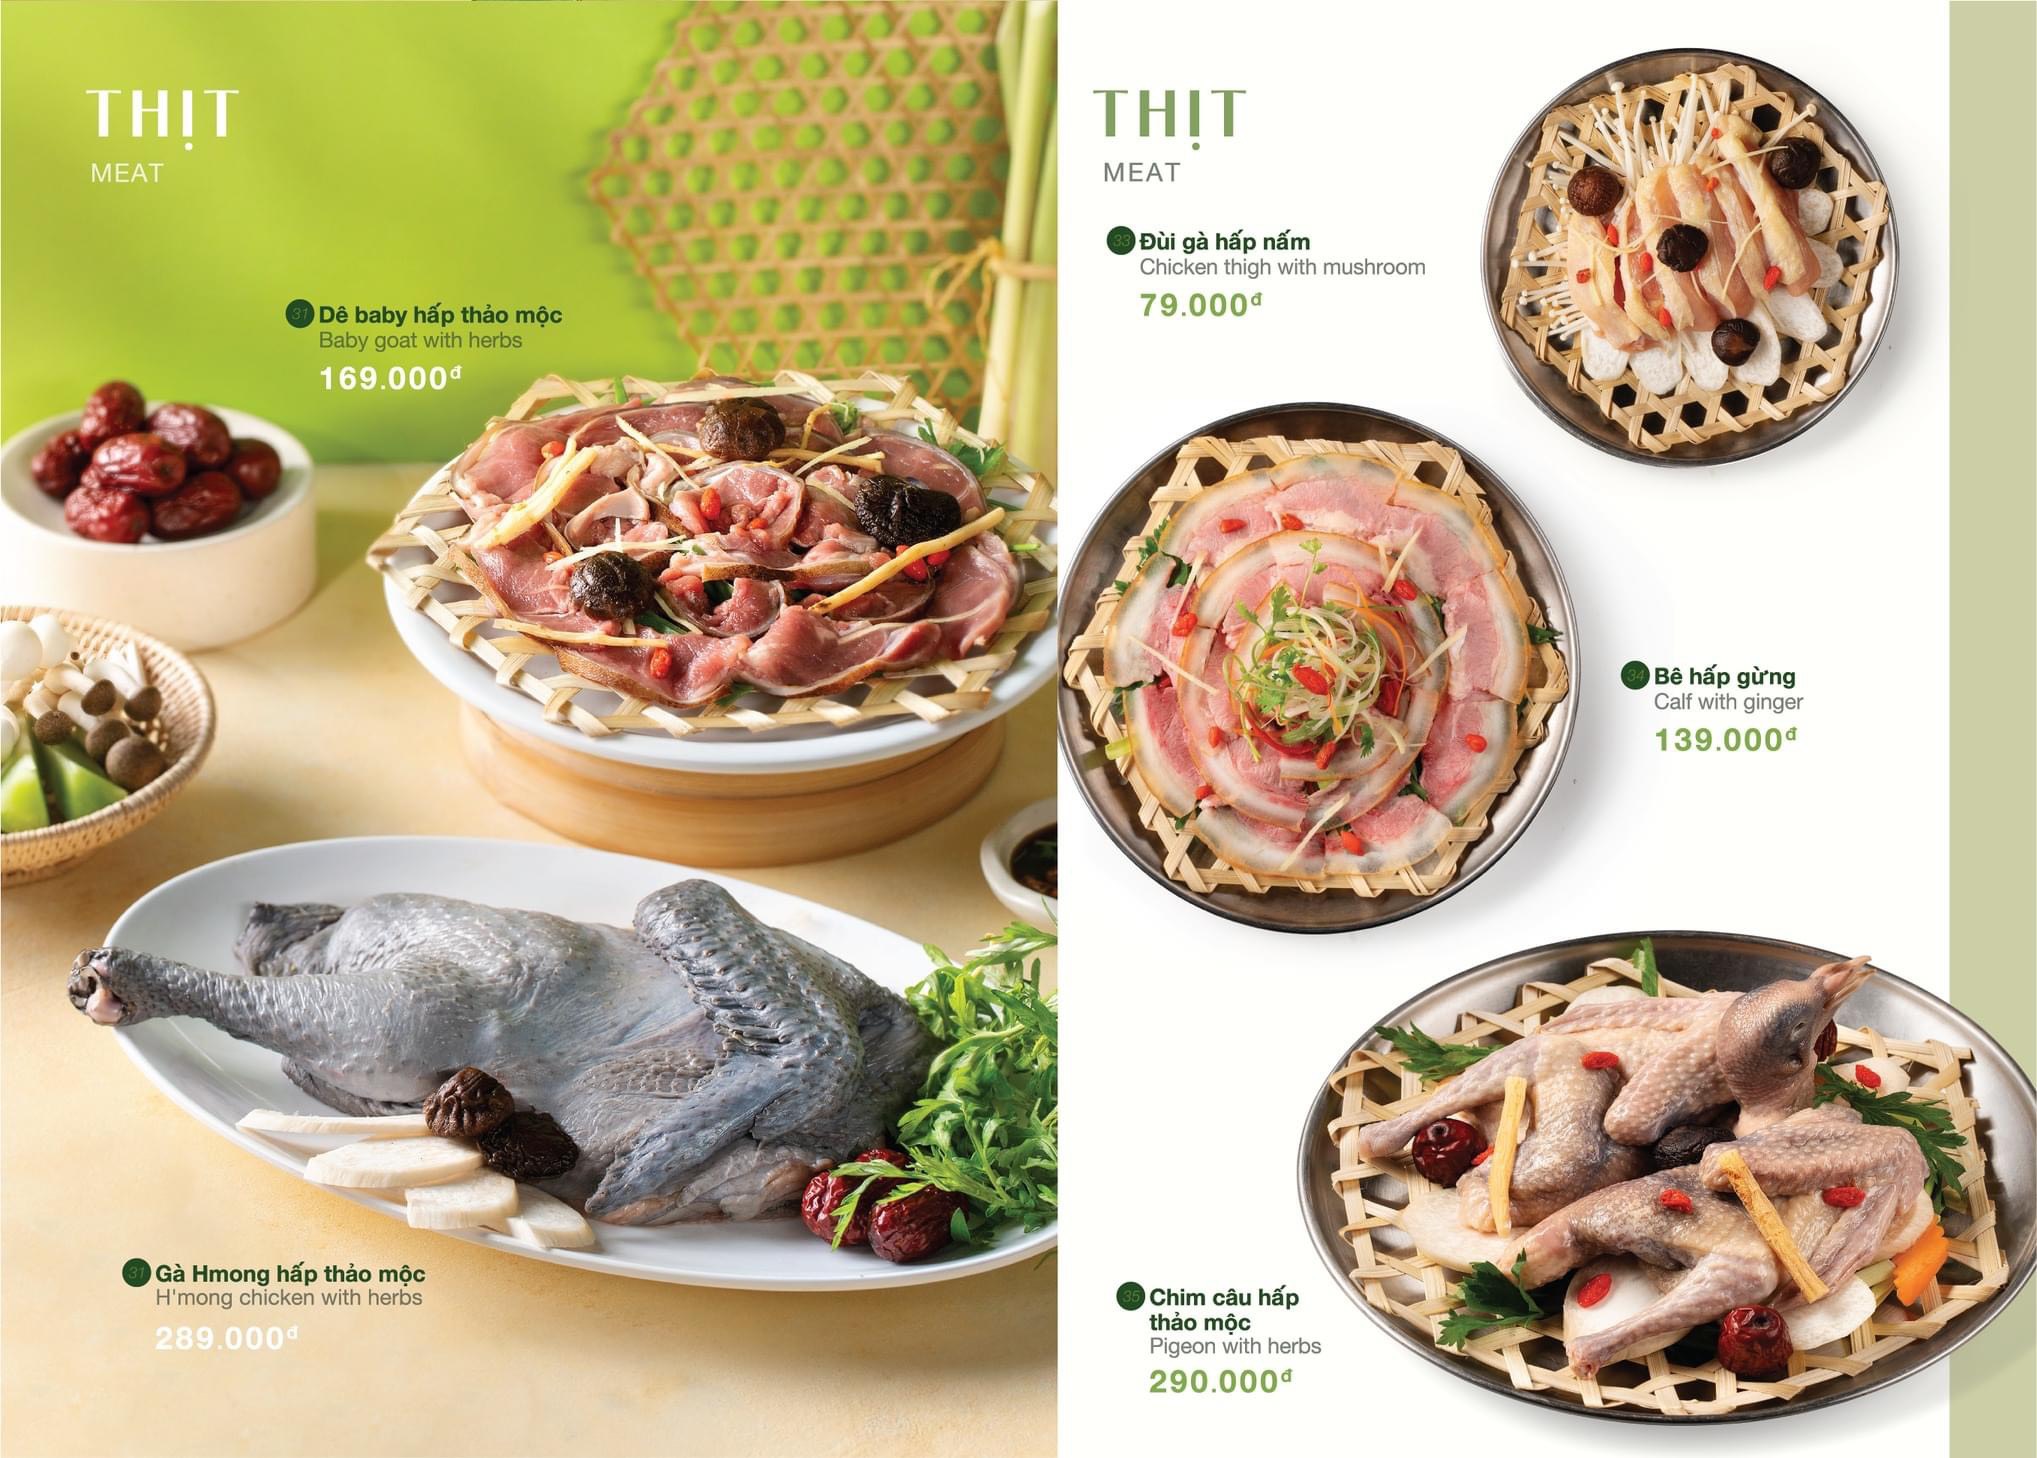 THỊT
MEAT
31 Dê baby hấp thảo mộc
Baby goat with herbs
169.000đ
31 Gà Hmong hấp thảo mộc
H'mong chicken with herbs
289.000đ
THỊT
MEAT
33 Đùi gà hấp nấm
Chicken thigh with mushroom
79.000đ
34 Bê hấp gừng
Calf with ginger
139.000đ
35 Chim câu hấp
thảo mộc
Pigeon with herbs
290.000đ